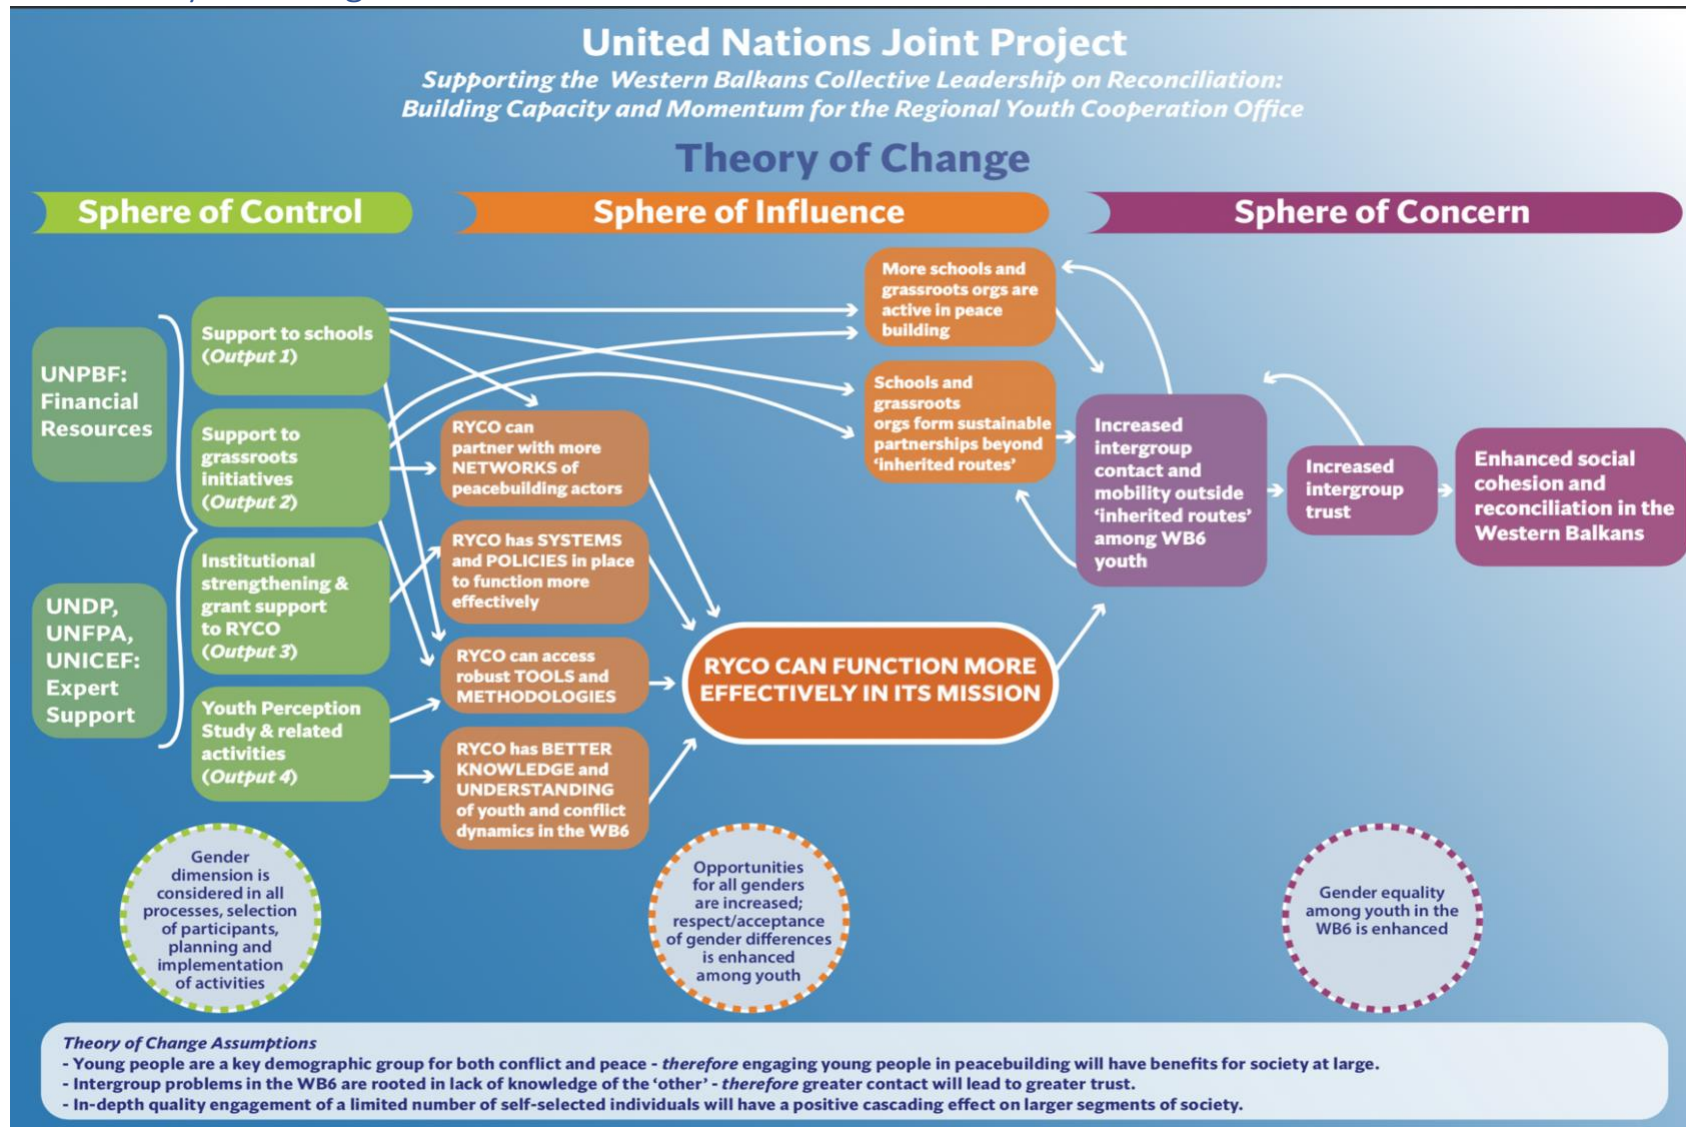 United Nations Joint Project
Supporting the Western Balkans Collective Leadership on Reconciliation:
Building Capacity and Momentum for the Regional Youth Cooperation Office
Theory of Change
Sphere of Control
Sphere of Influence
Sphere of Concern
UNPBF:
Financial
Resources
UNDP,
UNFPA,
UNICEF:
Expert
Support
Support to schools
(Output 1)
Support to
grassroots
initiatives
(Output 2)
Institutional
strengthening &
grant support
to RYCO
(Output 3)
Youth Perception
Study & related
activities
(Output 4)
RYCO can
partner with more
NETWORKS of
peacebuilding actors
RYCO has SYSTEMS
and POLICIES in place
to function more
effectively
RYCO can access
robust TOOLS and
METHODOLOGIES
RYCO has BETTER
KNOWLEDGE and
UNDERSTANDING
of youth and conflict
dynamics in the WB6
More schools and
grassroots orgs are
active in peace
building
Schools and
grassroots
orgs form sustainable
partnerships beyond
‘inherited routes’
RYCO CAN FUNCTION MORE
EFFECTIVELY IN ITS MISSION
Increased
intergroup
contact and
mobility outside
‘inherited routes’
among WB6
youth
Increased
intergroup
trust
Enhanced social
cohesion and
reconciliation in the
Western Balkans
Gender
dimension is
considered in all
processes, selection
of participants,
planning and
implementation
of activities
Opportunities
for all genders
are increased;
respect/acceptance
of gender differences
is enhanced
among youth
Gender equality
among youth in the
WB6 is enhanced
Theory of Change Assumptions
- Young people are a key demographic group for both conflict and peace - therefore engaging young people in peacebuilding will have benefits for society at large.
- Intergroup problems in the WB6 are rooted in lack of knowledge of the ‘other’ - therefore greater contact will lead to greater trust.
- In-depth quality engagement of a limited number of self-selected individuals will have a positive cascading effect on larger segments of society.